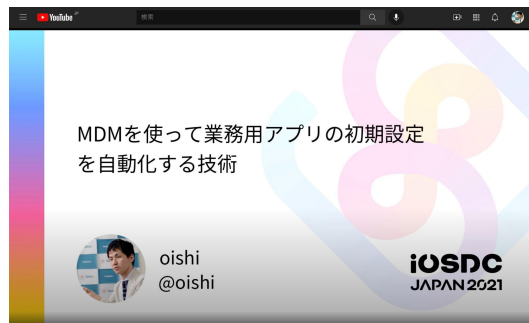 YouTube JP
検索
MDMを使って業務用アプリの初期設定
を自動化する技術
oishi
@oishi
iOSDC
JAPAN 2021